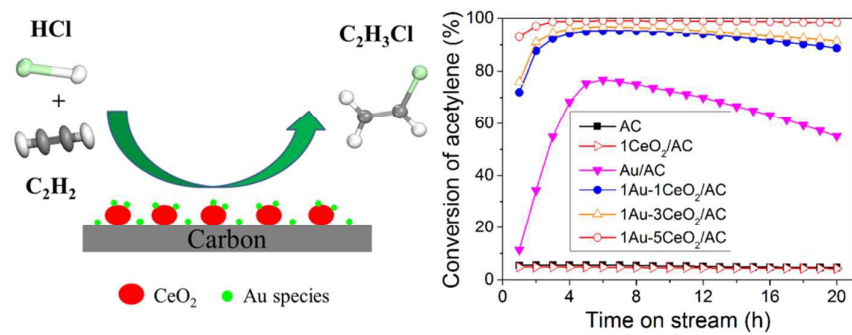 HCl
+
C₂H₂
C₂H₃Cl
Carbon
CeO₂
Au species
Conversion of acetylene (%)
100
80
60
40
20
0
AC
1CeO₂/AC
Au/AC
1Au-1CeO₂/AC
1Au-3CeO₂/AC
1Au-5CeO₂/AC
0 4 8 12 16 20
Time on stream (h)